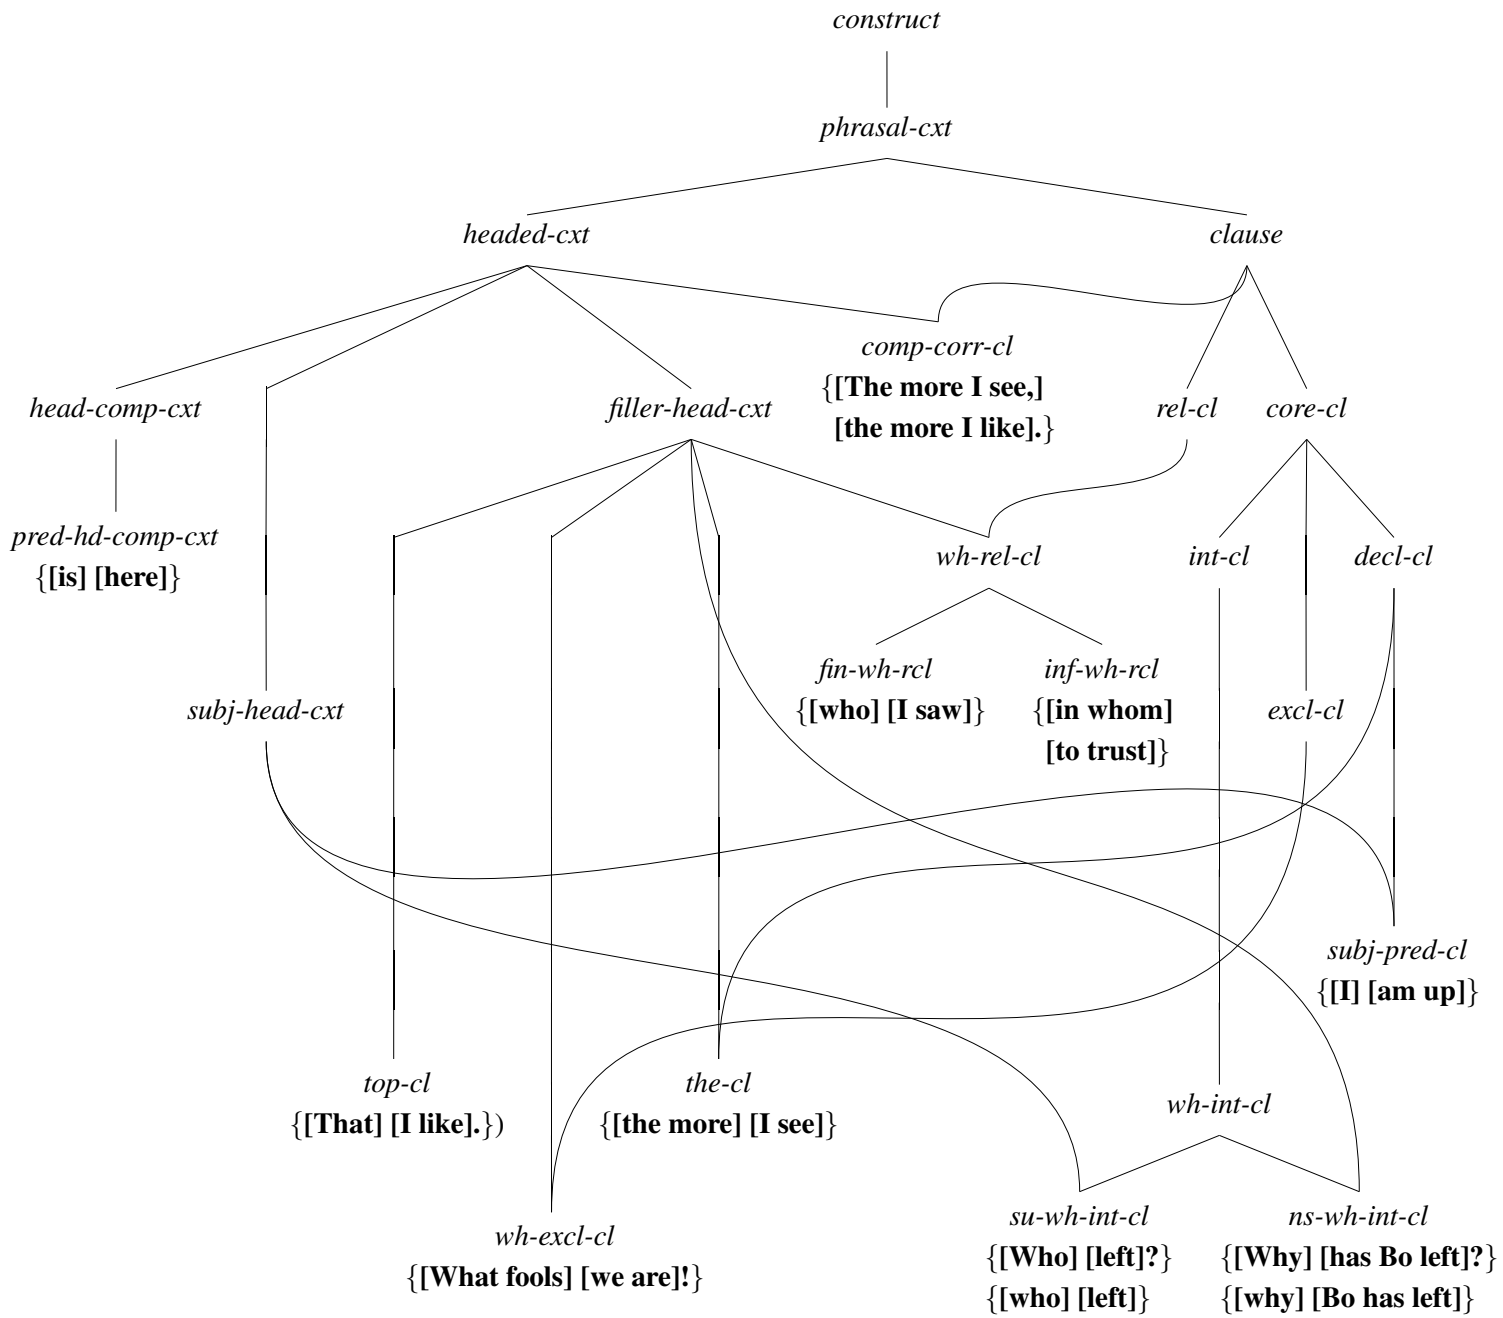 construct
phrasal-cxt
headed-cxt
clause
comp-corr-cl
{[The more I see,]
[the more I like].}
head-comp-cxt
filler-head-cxt
rel-cl
core-cl
pred-hd-comp-cxt
{[is] [here]}
wh-rel-cl
int-cl
decl-cl
fin-wh-rcl
{[who] [I saw]}
inf-wh-rcl
{[in whom]
[to trust]}
subj-head-cxt
excl-cl
subj-pred-cl
{[I] [am up]}
top-cl
{[That] [I like].})
the-cl
{[the more] [I see]}
wh-int-cl
wh-excl-cl
{[What fools] [we are]!}
su-wh-int-cl
{[Who] [left]?}
{[who] [left]}
ns-wh-int-cl
{[Why] [has Bo left]?}
{[why] [Bo has left]}